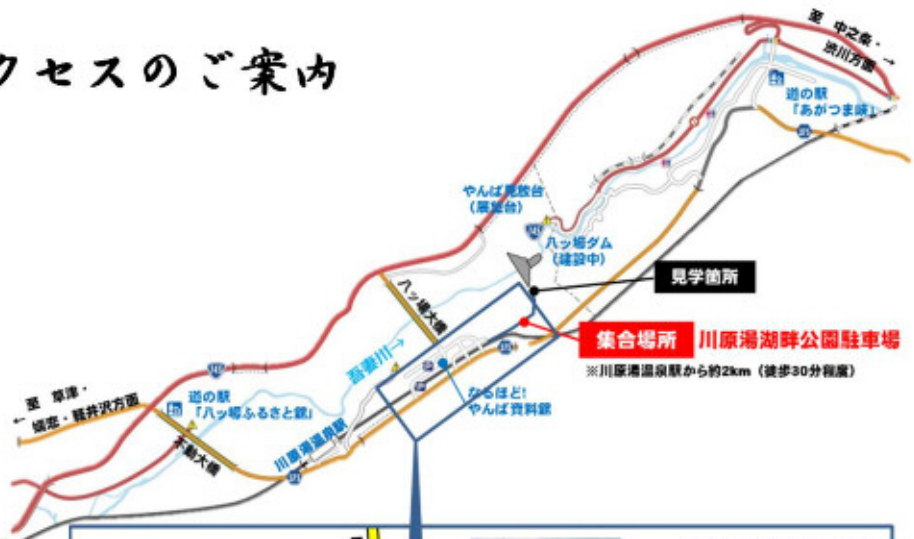 クセスのご案内
至 中之条・
渋川方面
→
道の駅
「あがつま峡」
やんば見放台
（展望台）
八ッ場ダム
（建設中）
見学箇所
八ッ場大橋
集合場所 川原湯湖畔公園駐車場
※川原湯温泉駅から約2km（徒歩30分程度）
吾妻川→
なるほど!
やんば資料館
至 草津・
← 嬬恋・軽井沢方面
道の駅
「八ッ場ふるさと館」
不動大橋
川原湯温泉駅